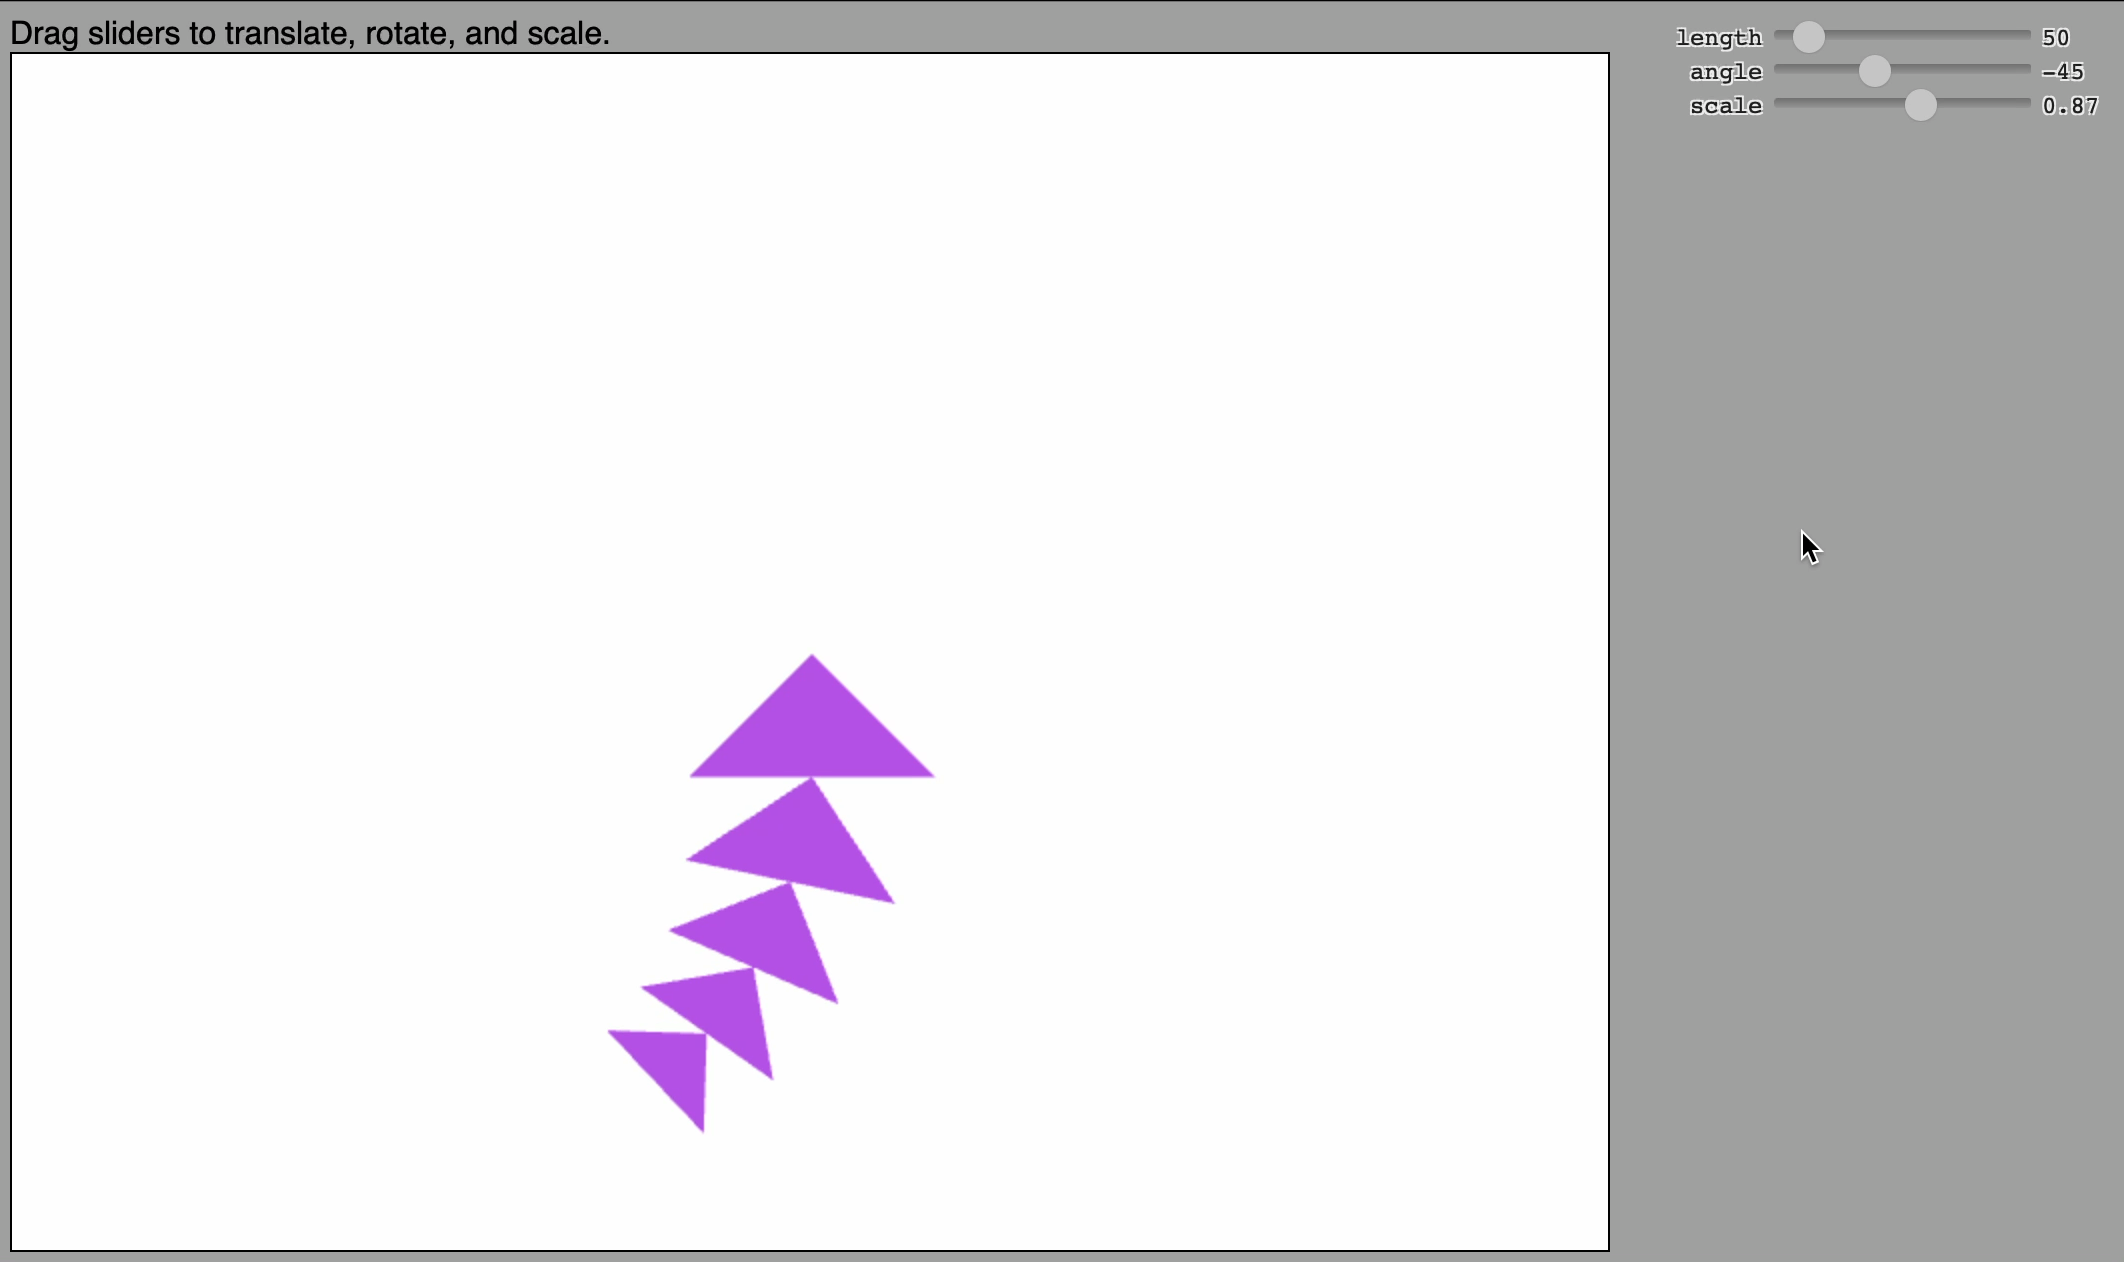 Drag sliders to translate, rotate, and scale.
length 50
angle -45
scale 0.87